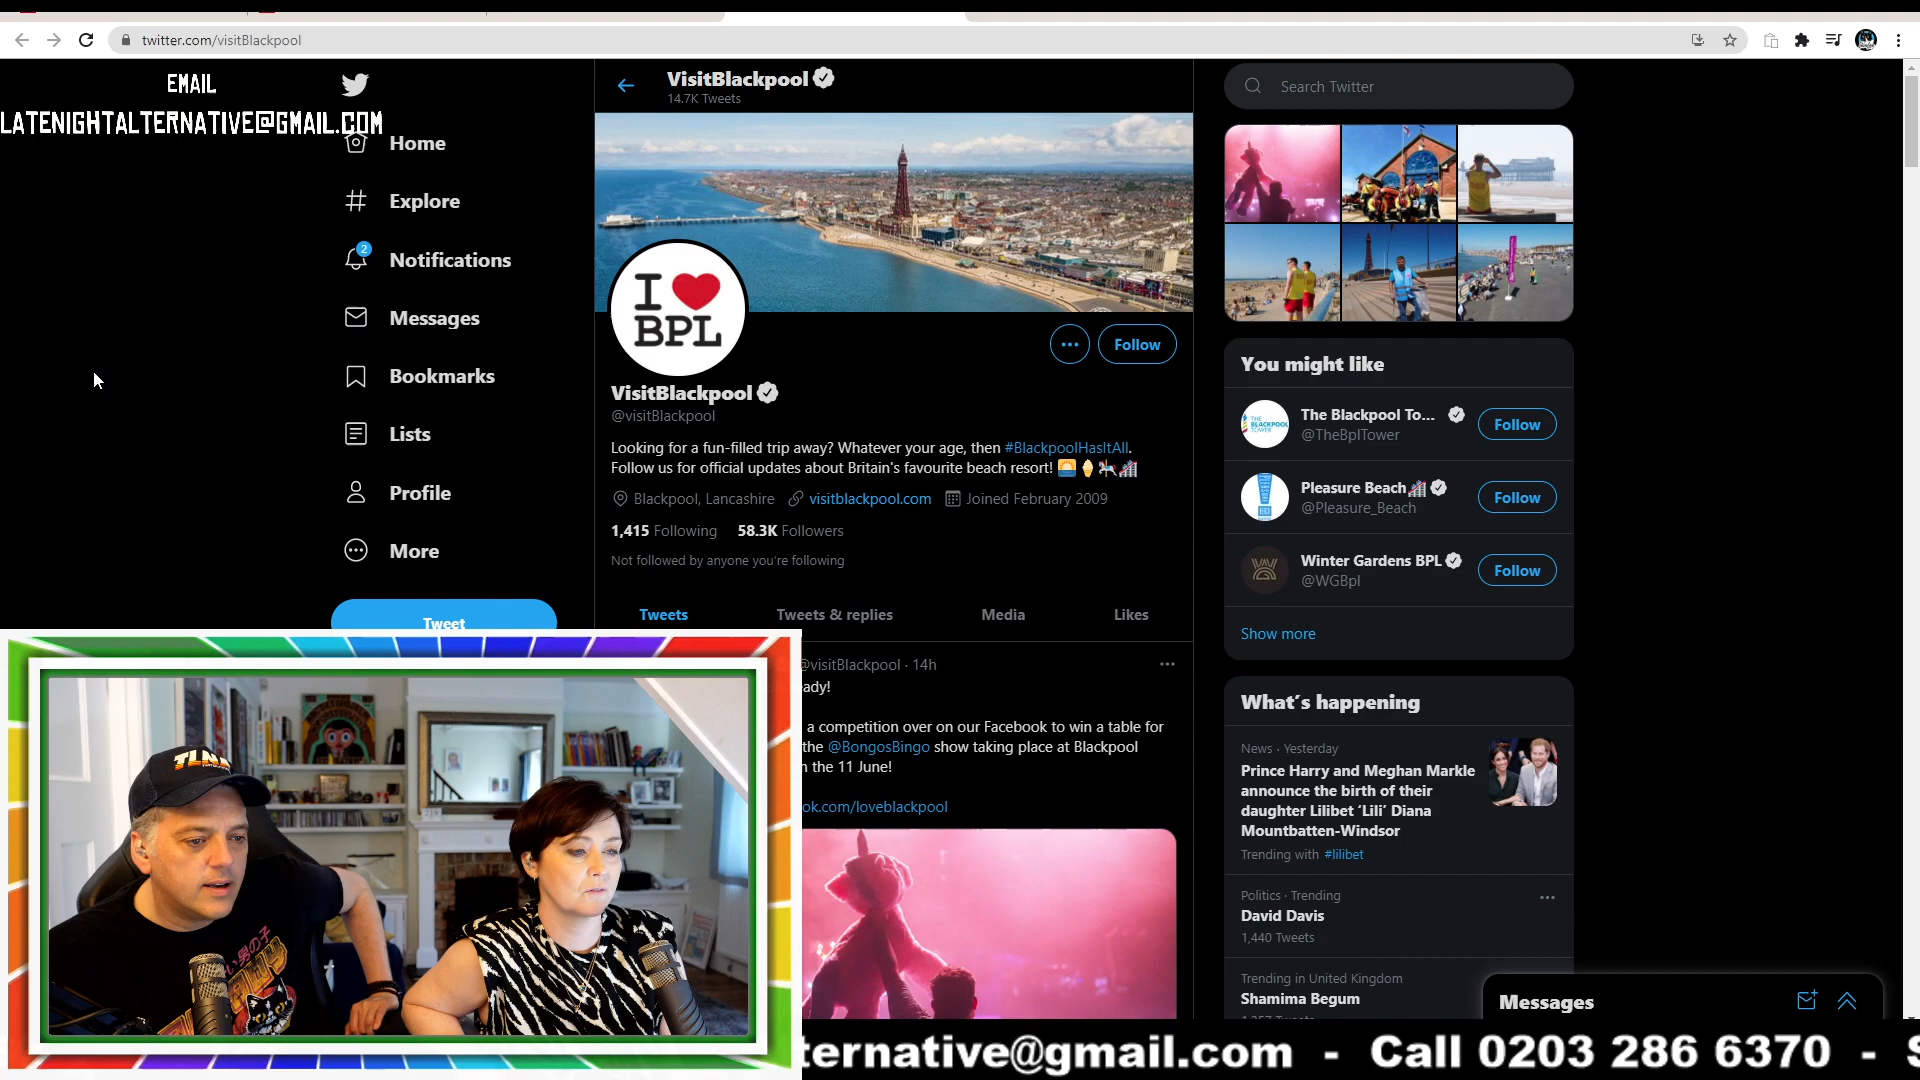 twitter.com/visitBlackpool
EMAIL
LATENIGHTALTERNATIVE@GMAIL.COM
Home
Explore
2
Notifications
Messages
Bookmarks
Lists
Profile
More
Tweet
VisitBlackpool
14.7K Tweets
I
BPL
Follow
VisitBlackpool
@visitBlackpool
Looking for a fun-filled trip away? Whatever your age, then #BlackpoolHasItAll.
Follow us for official updates about Britain's favourite beach resort!
Blackpool, Lancashire visitblackpool.com Joined February 2009
1,415 Following 58.3K Followers
Not followed by anyone you're following
Tweets Tweets & replies Media Likes
@visitBlackpool · 14h
ady!
a competition over on our Facebook to win a table for
the @BongosBingo show taking place at Blackpool
n the 11 June!
ok.com/loveblackpool
Search Twitter
You might like
THE BLACKPOOL TOWER
The Blackpool To...
@TheBplTower
Follow
Pleasure Beach
@Pleasure_Beach
Follow
Winter Gardens BPL
@WGBpl
Follow
Show more
What's happening
News · Yesterday
Prince Harry and Meghan Markle
announce the birth of their
daughter Lilibet 'Lili' Diana
Mountbatten-Windsor
Trending with #lilibet
Politics · Trending
David Davis
1,440 Tweets
Trending in United Kingdom
Shamima Begum
Messages
TLNA
ternative@gmail.com - Call 0203 286 6370 - S